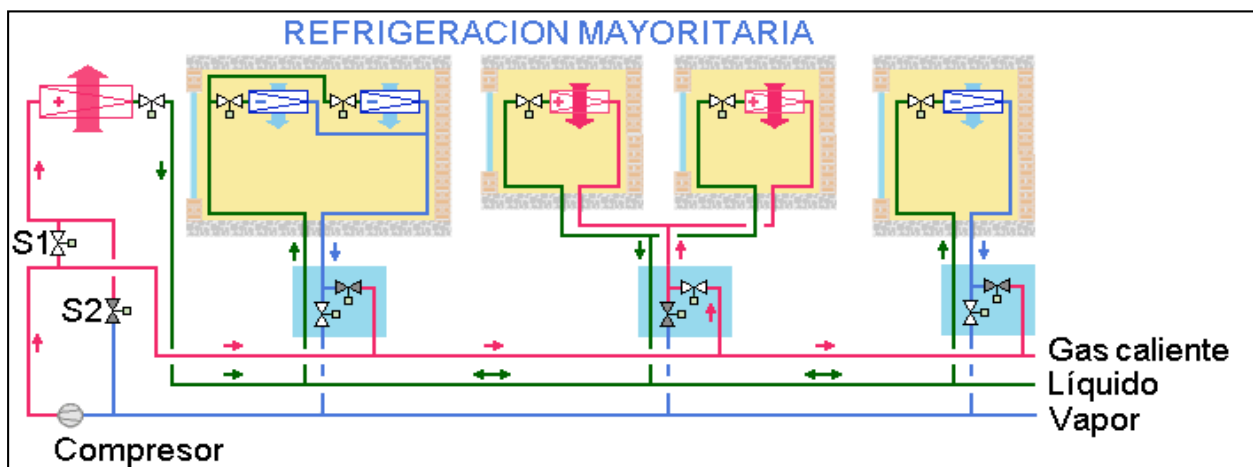 REFRIGERACION MAYORITARIA
S1
S2
Gas caliente
Líquido
Vapor
Compresor